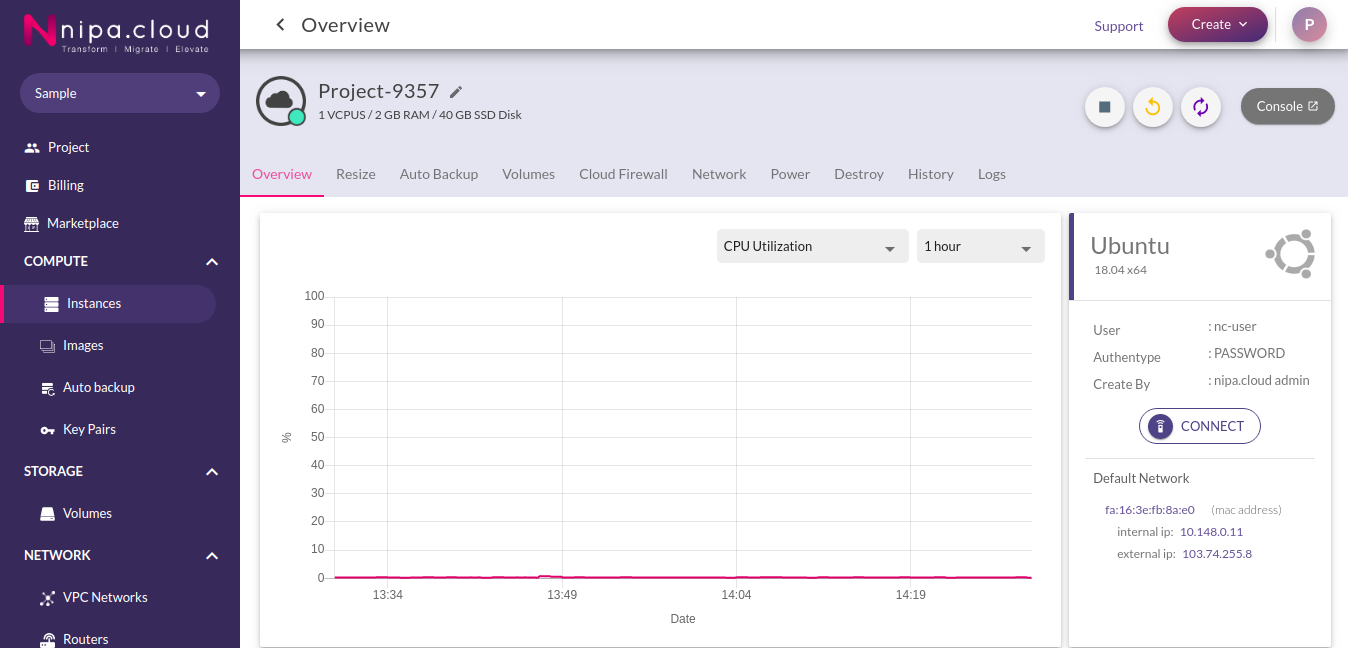 nipa.cloud
Transform | Migrate | Elevate
Sample
Project
Billing
Marketplace
COMPUTE
Instances
Images
Auto backup
Key Pairs
STORAGE
Volumes
NETWORK
VPC Networks
Routers
Overview
Support
Create
P
Project-9357
1 VCPUS / 2 GB RAM / 40 GB SSD Disk
Console
Overview
Resize
Auto Backup
Volumes
Cloud Firewall
Network
Power
Destroy
History
Logs
CPU Utilization
1 hour
100
90
80
70
60
50
40
30
20
10
0
%
13:34
13:49
14:04
14:19
Date
Ubuntu
18.04 x64
User : nc-user
Authentype : PASSWORD
Create By : nipa.cloud admin
CONNECT
Default Network
fa:16:3e:fb:8a:e0 (mac address)
internal ip: 10.148.0.11
external ip: 103.74.255.8